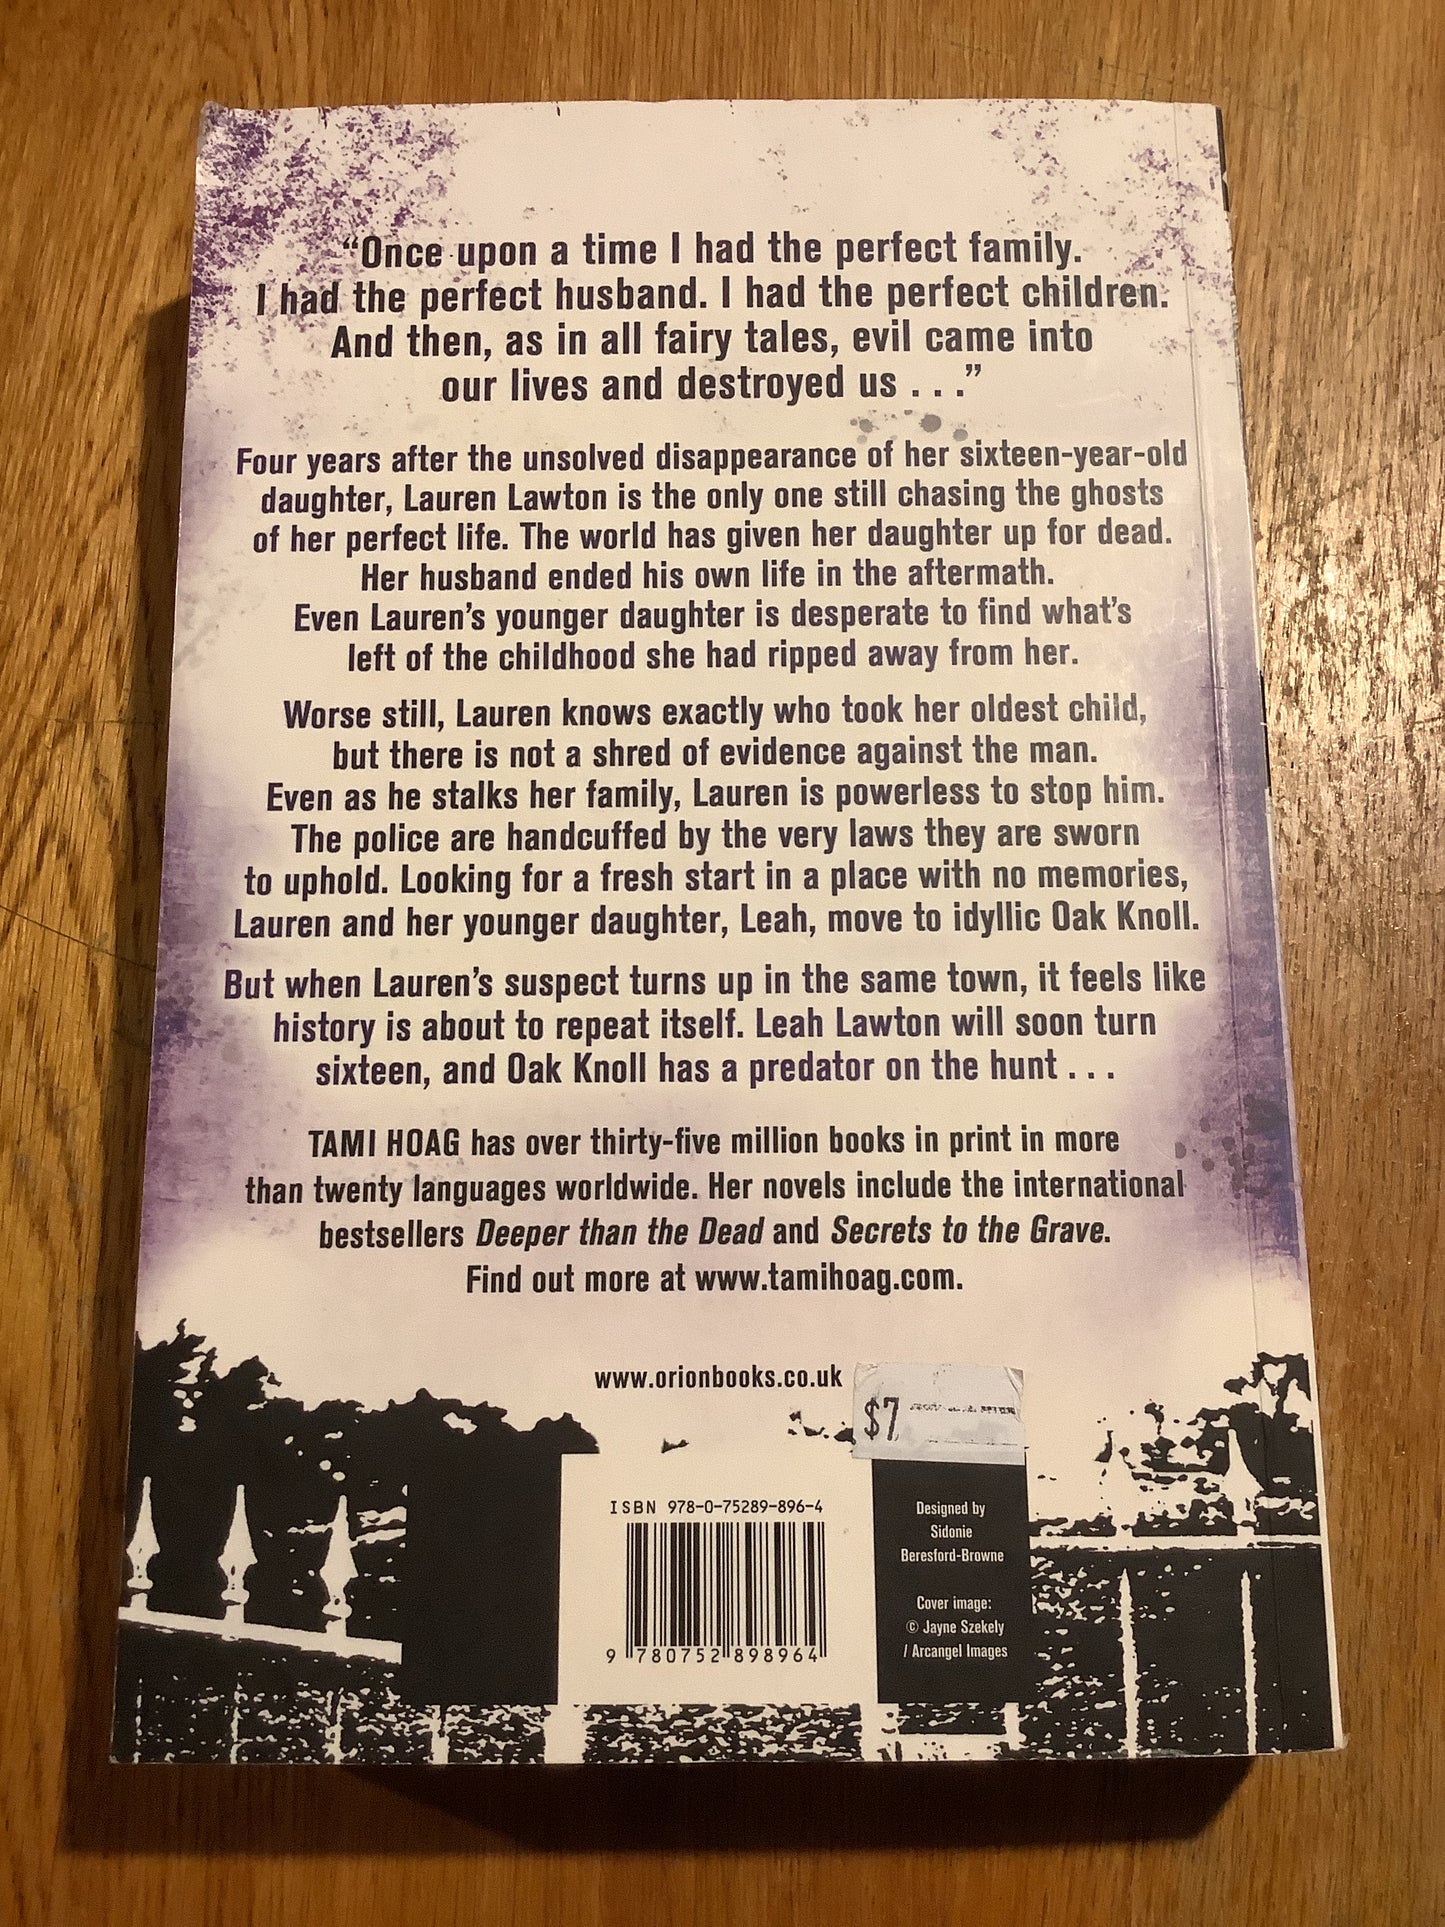 “Once upon a time I had the perfect family.
I had the perfect husband. I had the perfect children.
And then, as in all fairy tales, evil came into
our lives and destroyed us . . .”
Four years after the unsolved disappearance of her sixteen-year-old
daughter, Lauren Lawton is the only one still chasing the ghosts
of her perfect life. The world has given her daughter up for dead.
Her husband ended his own life in the aftermath.
Even Lauren’s younger daughter is desperate to find what’s
left of the childhood she had ripped away from her.
Worse still, Lauren knows exactly who took her oldest child,
but there is not a shred of evidence against the man.
Even as he stalks her family, Lauren is powerless to stop him.
The police are handcuffed by the very laws they are sworn
to uphold. Looking for a fresh start in a place with no memories,
Lauren and her younger daughter, Leah, move to idyllic Oak Knoll.
But when Lauren’s suspect turns up in the same town, it feels like
history is about to repeat itself. Leah Lawton will soon turn
sixteen, and Oak Knoll has a predator on the hunt . . .
TAMI HOAG has over thirty-five million books in print in more
than twenty languages worldwide. Her novels include the international
bestsellers Deeper than the Dead and Secrets to the Grave.
Find out more at www.tamihoag.com.
www.orionbooks.co.uk
$7
ISBN 978-0-75289-896-4
9 780752 898964
Designed by
Sidonie
Beresford-Browne
Cover image:
© Jayne Szekely
/ Arcangel Images